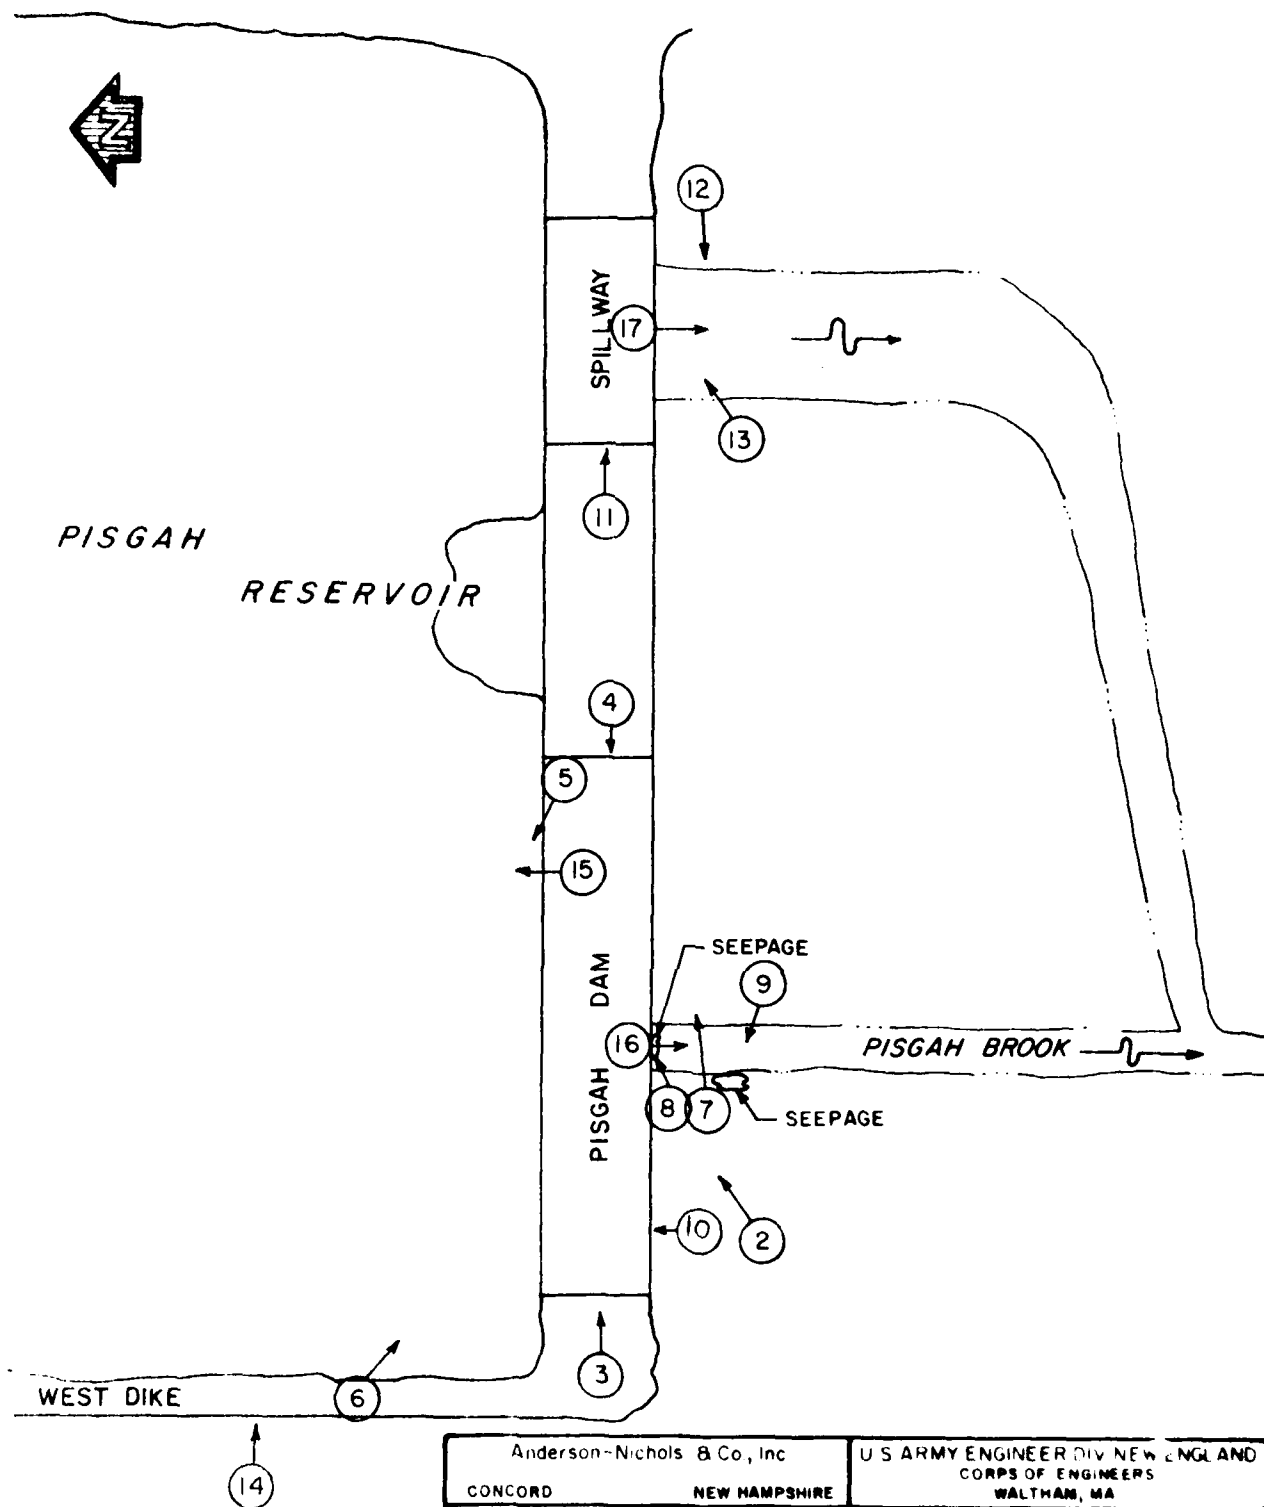 N
12
SPILLWAY
17
13
11
PISGAH
RESERVOIR
4
5
15
SEEPAGE
9
PISGAH DAM
16
PISGAH BROOK
8
7
SEEPAGE
10
2
3
WEST DIKE
6
14
Anderson-Nichols & Co., Inc
CONCORD NEW HAMPSHIRE
U S ARMY ENGINEER DIV NEW ENGLAND
CORPS OF ENGINEERS
WALTHAM, MA